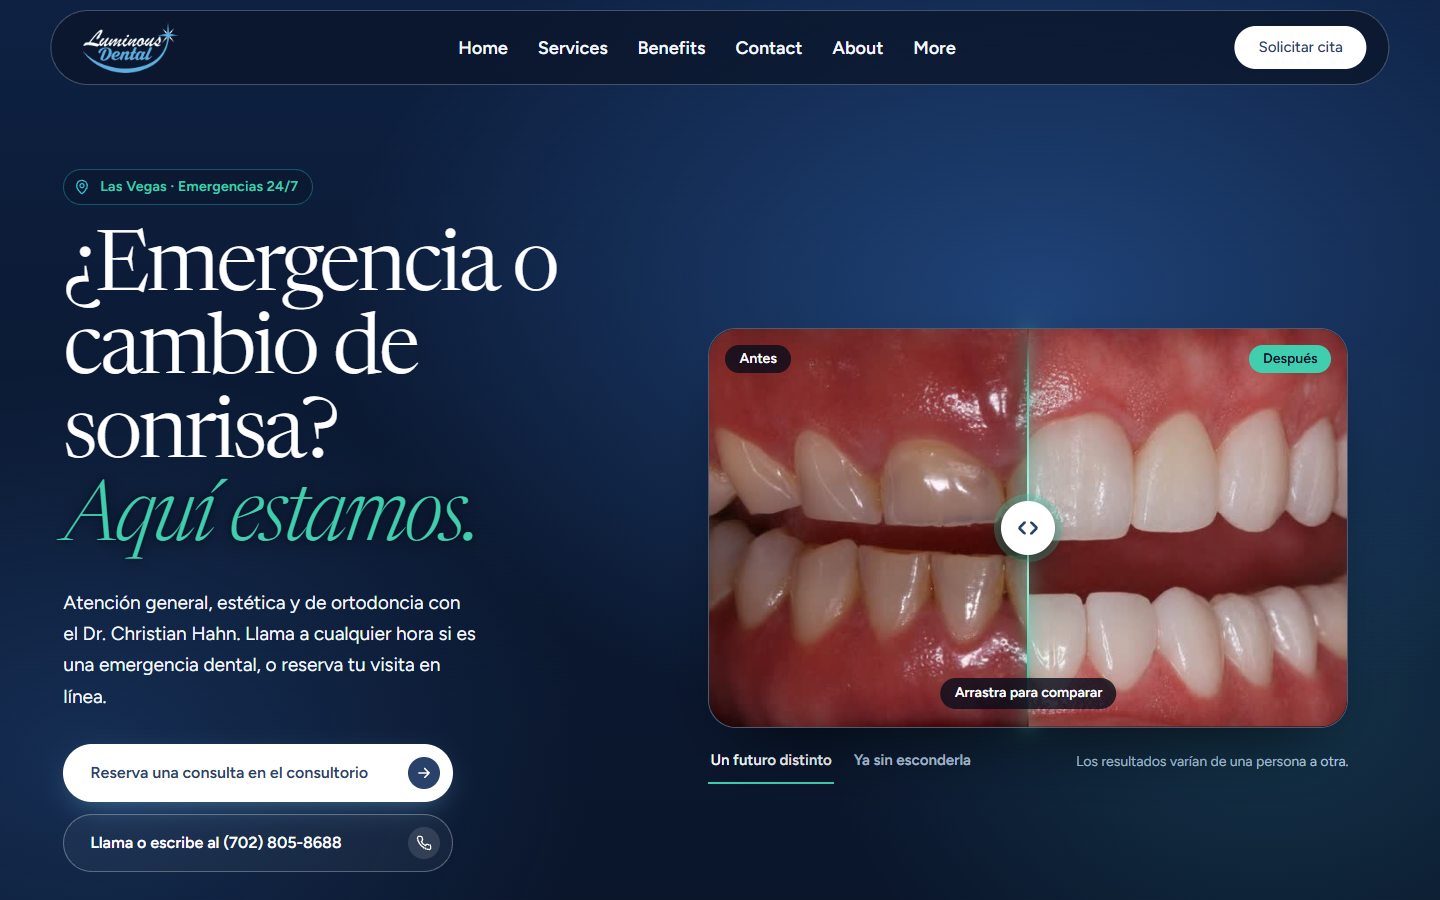 Luminous
Dental
Home
Services
Benefits
Contact
About
More
Solicitar cita
Las Vegas · Emergencias 24/7
¿Emergencia o
cambio de
sonrisa?
Aquí estamos.
Atención general, estética y de ortodoncia con
el Dr. Christian Hahn. Llama a cualquier hora si es
una emergencia dental, o reserva tu visita en
línea.
Reserva una consulta en el consultorio
Llama o escribe al (702) 805-8688
Antes
Después
Arrastra para comparar
Un futuro distinto
Ya sin esconderla
Los resultados varían de una persona a otra.